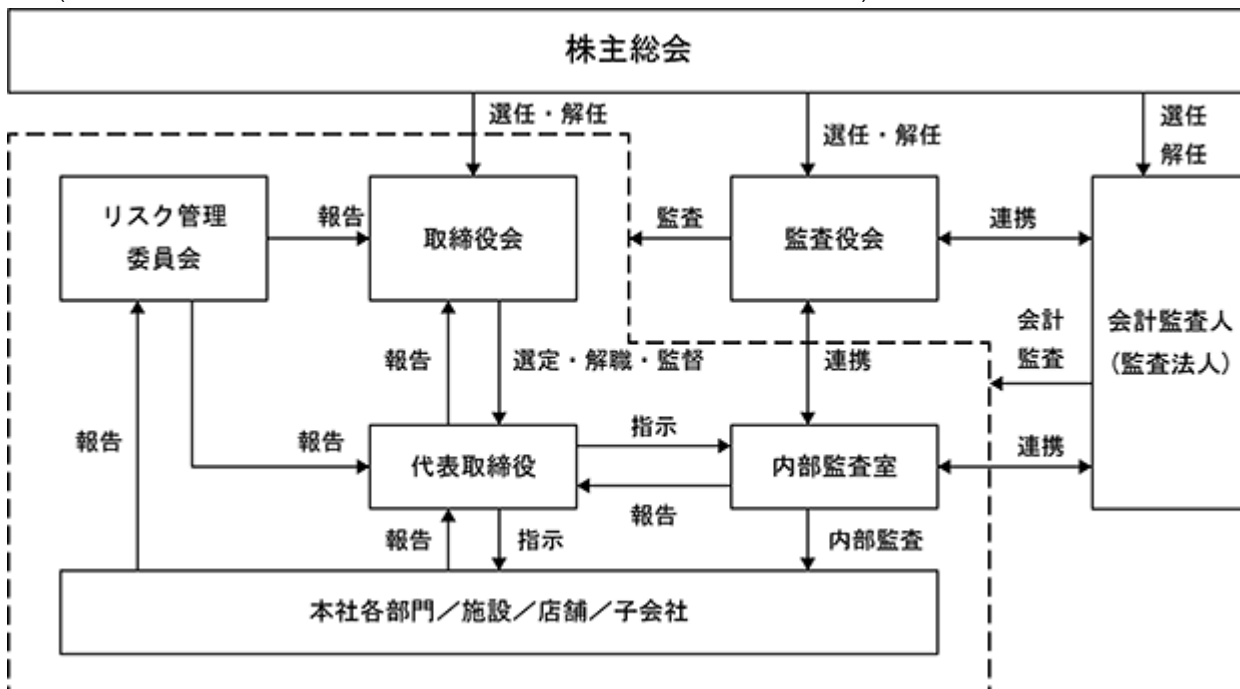 株主総会
選任・解任
選任・解任
選任
解任
リスク管理
委員会
報告
取締役会
監査
監査役会
連携
会計
監査
会計監査人
(監査法人)
報告
選定・解職・監督
連携
報告
報告
代表取締役
指示
報告
内部監査室
連携
報告
指示
内部監査
本社各部門／施設／店舗／子会社